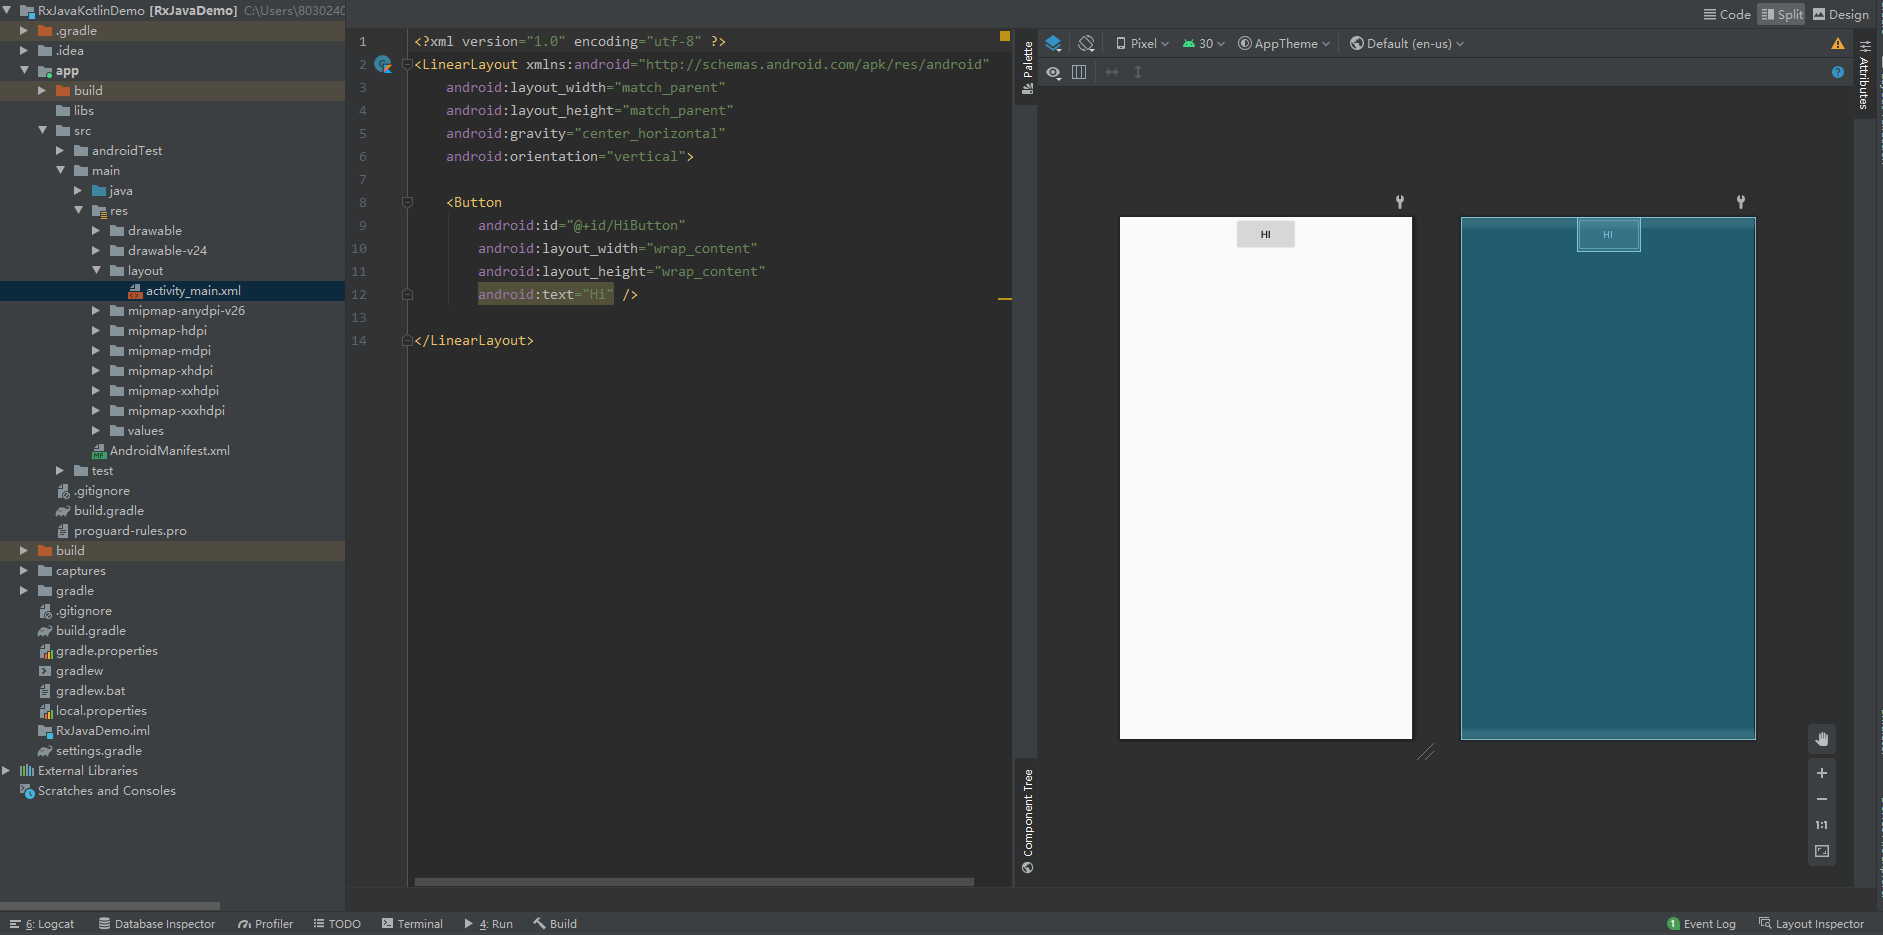 RxJavaKotlinDemo [RxJavaDemo] C:\Users\8030240
.gradle
.idea
app
build
libs
src
androidTest
main
java
res
drawable
drawable-v24
layout
activity_main.xml
mipmap-anydpi-v26
mipmap-hdpi
mipmap-mdpi
mipmap-xhdpi
mipmap-xxhdpi
mipmap-xxxhdpi
values
AndroidManifest.xml
test
.gitignore
build.gradle
proguard-rules.pro
build
captures
gradle
.gitignore
build.gradle
gradle.properties
gradlew
gradlew.bat
local.properties
RxJavaDemo.iml
settings.gradle
External Libraries
Scratches and Consoles
1 <?xml version="1.0" encoding="utf-8" ?>
2 <LinearLayout xmlns:android="http://schemas.android.com/apk/res/android"
3 android:layout_width="match_parent"
4 android:layout_height="match_parent"
5 android:gravity="center_horizontal"
6 android:orientation="vertical">
7
8 <Button
9 android:id="@+id/HiButton"
10 android:layout_width="wrap_content"
11 android:layout_height="wrap_content"
12 android:text="Hi" />
13
14 </LinearLayout>
Code Split Design
Palette
Pixel 30 AppTheme Default (en-us)
Attributes
HI
HI
Component Tree
1:1
6: Logcat Database Inspector Profiler TODO Terminal 4: Run Build 1 Event Log Layout Inspector